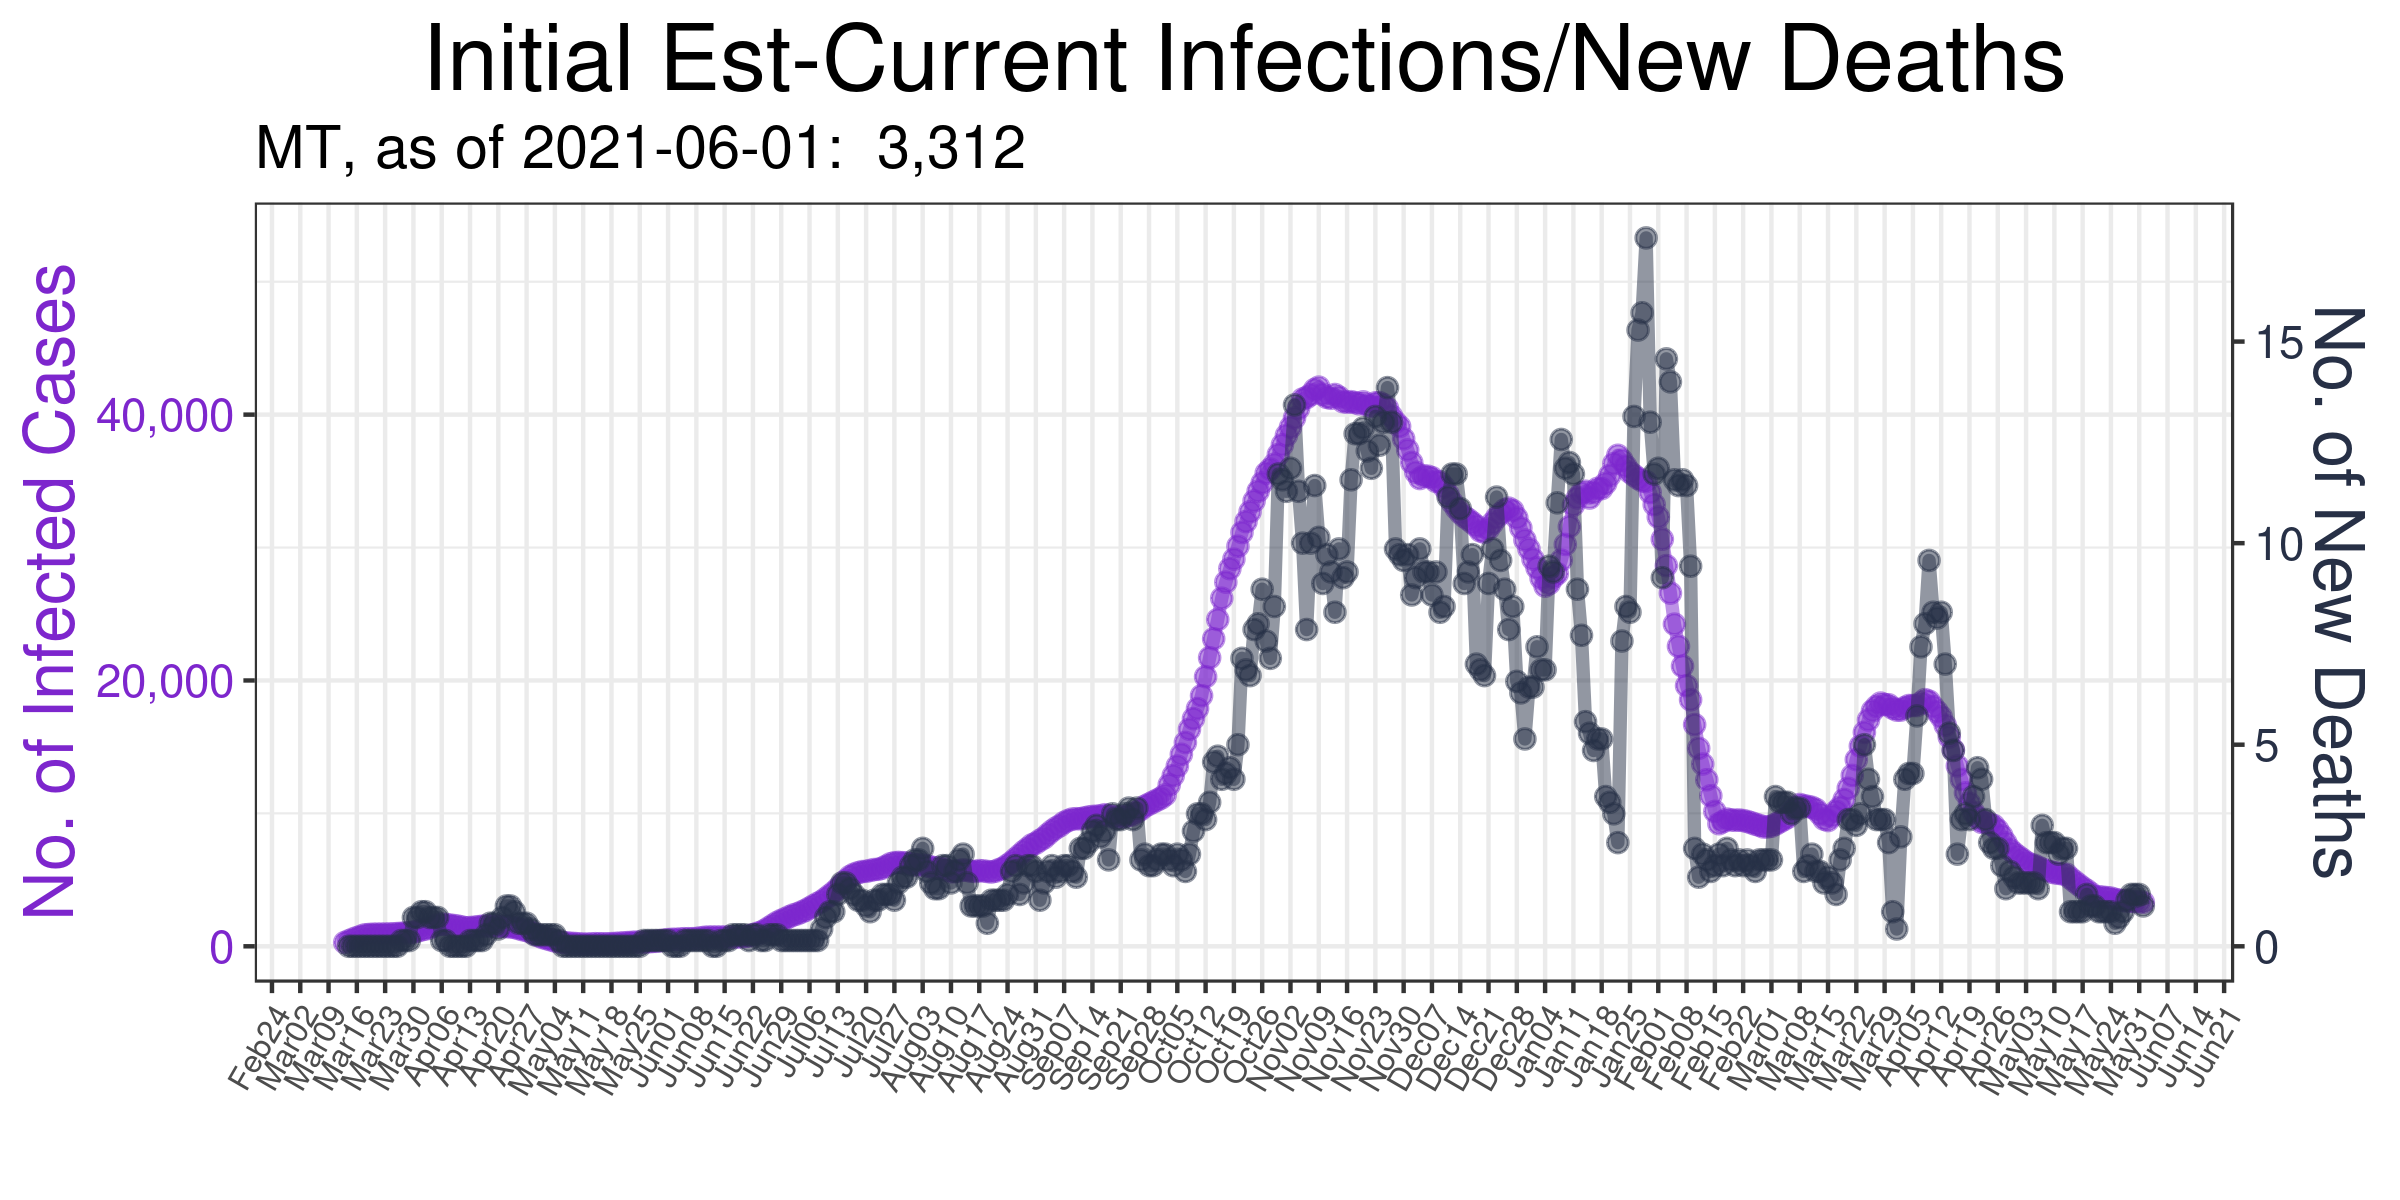 Initial Est-Current Infections/New Deaths
MT, as of 2021-06-01:  3,312
No. of Infected Cases
40,000
20,000
0
No. of New Deaths
15
10
5
0
Feb24
Mar02
Mar09
Mar16
Mar23
Mar30
Apr06
Apr13
Apr20
Apr27
May04
May11
May18
May25
Jun01
Jun08
Jun15
Jun22
Jun29
Jul06
Jul13
Jul20
Jul27
Aug03
Aug10
Aug17
Aug24
Aug31
Sep07
Sep14
Sep21
Sep28
Oct05
Oct12
Oct19
Oct26
Nov02
Nov09
Nov16
Nov23
Nov30
Dec07
Dec14
Dec21
Dec28
Jan04
Jan11
Jan18
Jan25
Feb01
Feb08
Feb15
Feb22
Mar01
Mar08
Mar15
Mar22
Mar29
Apr05
Apr12
Apr19
Apr26
May03
May10
May17
May24
May31
Jun07
Jun14
Jun21